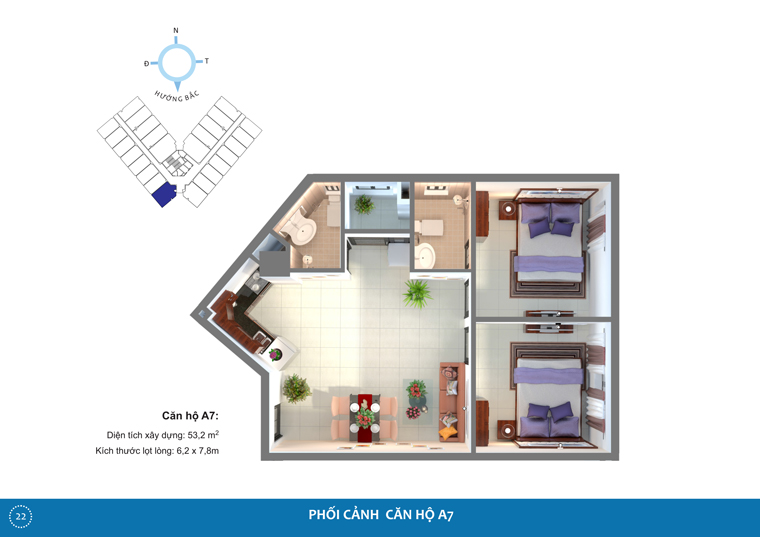 N
Đ
T
HƯỚNG BẮC
Căn hộ A7:
Diện tích xây dựng: 53,2 m²
Kích thước lọt lòng: 6,2 x 7,8m
22
PHỐI CẢNH CĂN HỘ A7